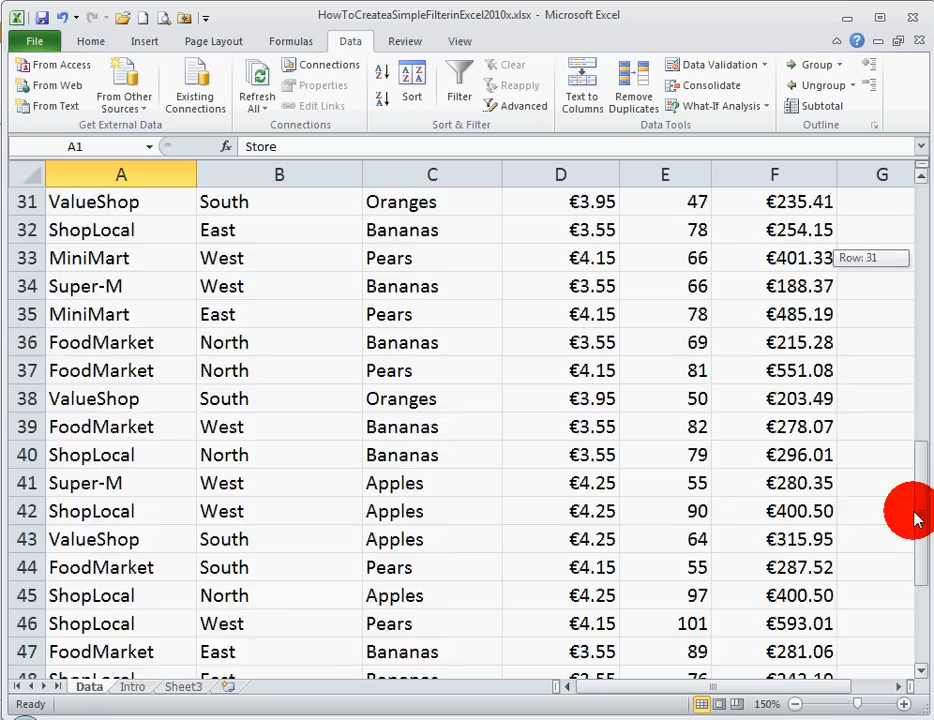 HowToCreateaSimpleFilterinExcel2010x.xlsx - Microsoft Excel
File Home Insert Page Layout Formulas Data Review View
From Access
From Web
From Text
From Other Sources
Existing Connections
Get External Data
Refresh All
Connections
Properties
Edit Links
Connections
Sort
Filter
Clear
Reapply
Advanced
Sort & Filter
Text to Columns
Remove Duplicates
Data Validation
Consolidate
What-If Analysis
Data Tools
Group
Ungroup
Subtotal
Outline
A1 fx Store
A B C D E F G
31 ValueShop South Oranges €3.95 47 €235.41
32 ShopLocal East Bananas €3.55 78 €254.15
33 MiniMart West Pears €4.15 66 €401.33 Row: 31
34 Super-M West Bananas €3.55 66 €188.37
35 MiniMart East Pears €4.15 78 €485.19
36 FoodMarket North Bananas €3.55 69 €215.28
37 FoodMarket North Pears €4.15 81 €551.08
38 ValueShop South Oranges €3.95 50 €203.49
39 FoodMarket West Bananas €3.55 82 €278.07
40 ShopLocal North Bananas €3.55 79 €296.01
41 Super-M West Apples €4.25 55 €280.35
42 ShopLocal West Apples €4.25 90 €400.50
43 ValueShop South Apples €4.25 64 €315.95
44 FoodMarket South Pears €4.15 55 €287.52
45 ShopLocal North Apples €4.25 97 €400.50
46 ShopLocal West Pears €4.15 101 €593.01
47 FoodMarket East Bananas €3.55 89 €281.06
Data Intro Sheet3
Ready 150%